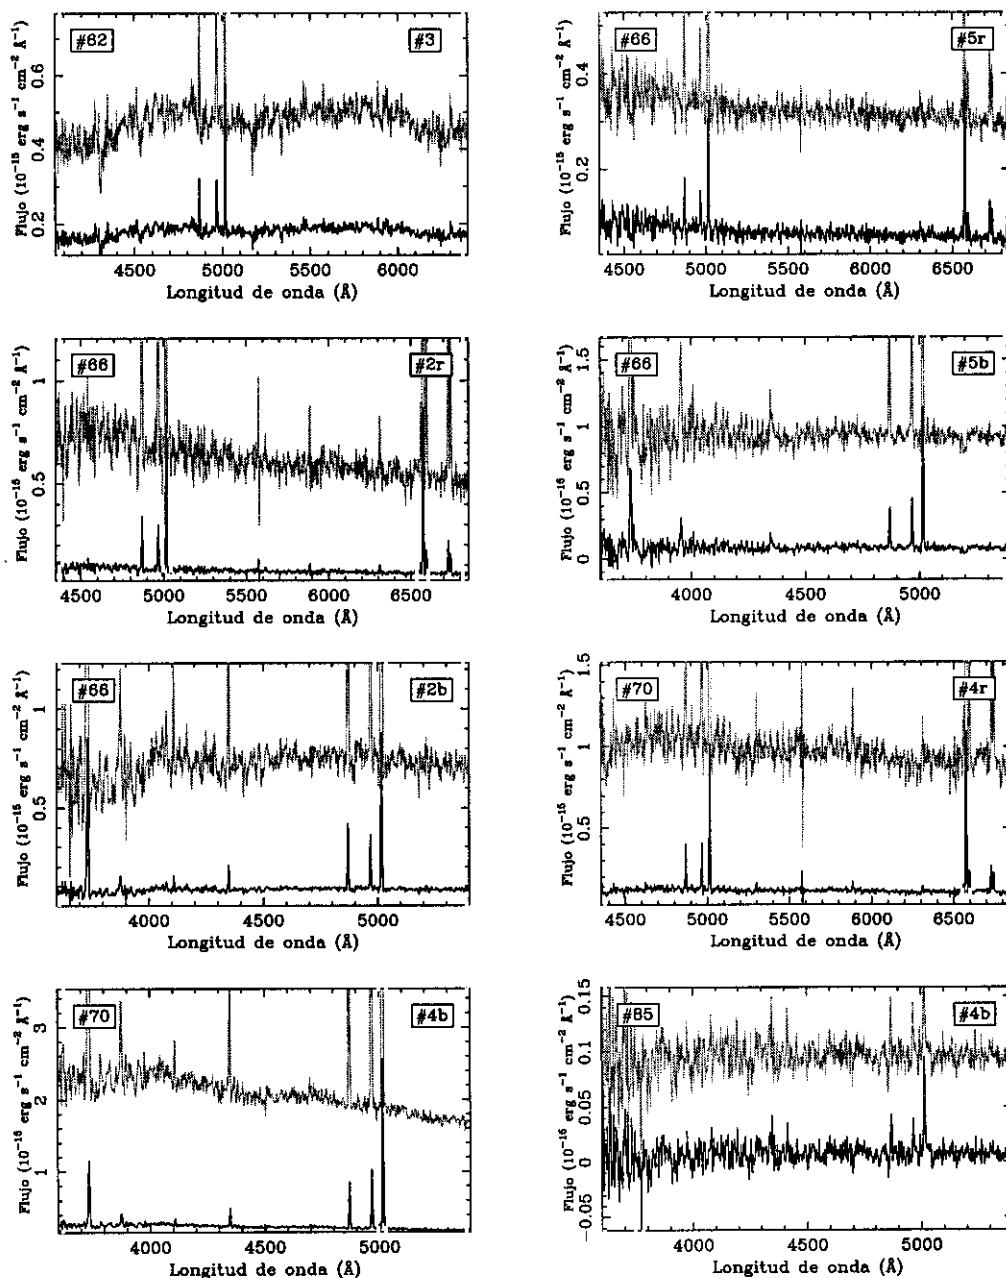 #62 #3
0.6
0.4
0.2
Flujo (10⁻¹⁵ erg s⁻¹ cm⁻² Å⁻¹)
4500 5000 5500 6000
Longitud de onda (Å)
#66 #5r
0.4
0.2
Flujo (10⁻¹⁵ erg s⁻¹ cm⁻² Å⁻¹)
4500 5000 5500 6000 6500
Longitud de onda (Å)
#66 #2r
1
0.5
Flujo (10⁻¹⁵ erg s⁻¹ cm⁻² Å⁻¹)
4500 5000 5500 6000 6500
Longitud de onda (Å)
#66 #5b
1.5
1
0.5
0
Flujo (10⁻¹⁵ erg s⁻¹ cm⁻² Å⁻¹)
4000 4500 5000
Longitud de onda (Å)
#66 #2b
1
0.5
Flujo (10⁻¹⁵ erg s⁻¹ cm⁻² Å⁻¹)
4000 4500 5000
Longitud de onda (Å)
#70 #4r
1.5
1
0.5
Flujo (10⁻¹⁵ erg s⁻¹ cm⁻² Å⁻¹)
4500 5000 5500 6000 6500
Longitud de onda (Å)
#70 #4b
3
2
1
Flujo (10⁻¹⁵ erg s⁻¹ cm⁻² Å⁻¹)
4000 4500 5000
Longitud de onda (Å)
#85 #4b
0.15
0.1
0.05
0
−0.05
Flujo (10⁻¹⁵ erg s⁻¹ cm⁻² Å⁻¹)
4000 4500 5000
Longitud de onda (Å)